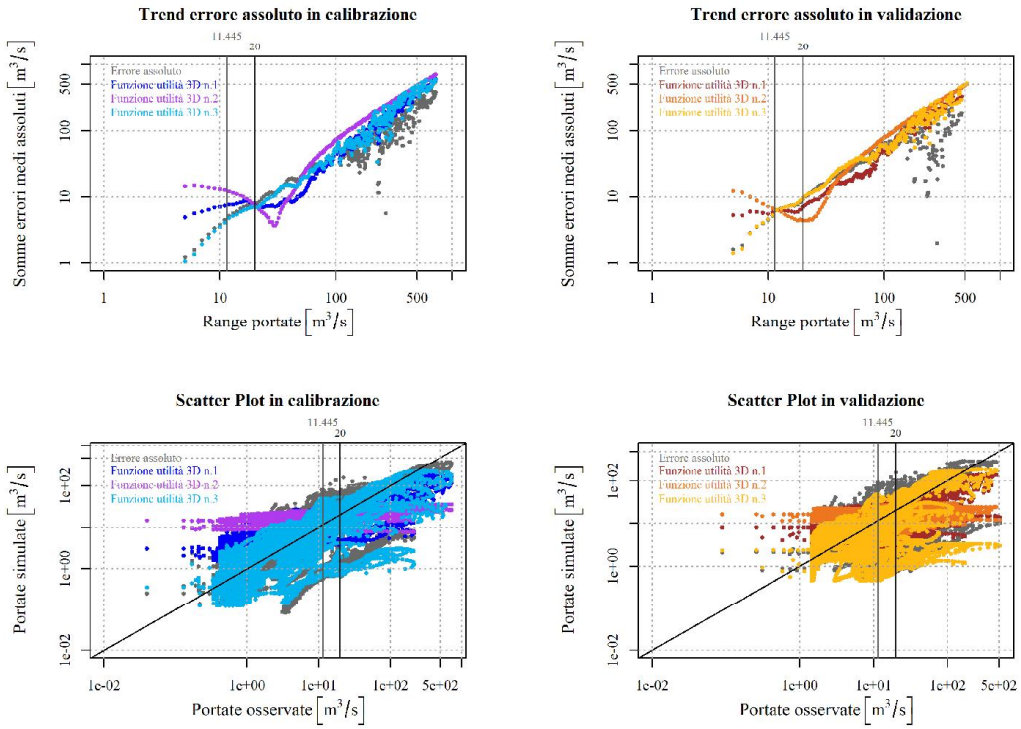 Trend errore assoluto in calibrazione
11.445
20
Somme errori medi assoluti [m³/s]
500
100
10
1
Errore assoluto
Funzione utilità 3D n.1
Funzione utilità 3D n.2
Funzione utilità 3D n.3
1 10 100 500
Range portate [m³/s]
Trend errore assoluto in validazione
11.445
20
Somme errori medi assoluti [m³/s]
500
100
10
1
Errore assoluto
Funzione utilità 3D n.1
Funzione utilità 3D n.2
Funzione utilità 3D n.3
1 10 100 500
Range portate [m³/s]
Scatter Plot in calibrazione
11.445
20
Portate simulate [m³/s]
1e+02
1e+00
1e-02
Errore assoluto
Funzione utilità 3D n.1
Funzione utilità 3D n.2
Funzione utilità 3D n.3
1e-02 1e+00 1e+01 1e+02 5e+02
Portate osservate [m³/s]
Scatter Plot in validazione
11.445
20
Portate simulate [m³/s]
1e+02
1e+00
1e-02
Errore assoluto
Funzione utilità 3D n.1
Funzione utilità 3D n.2
Funzione utilità 3D n.3
1e-02 1e+00 1e+01 1e+02 5e+02
Portate osservate [m³/s]